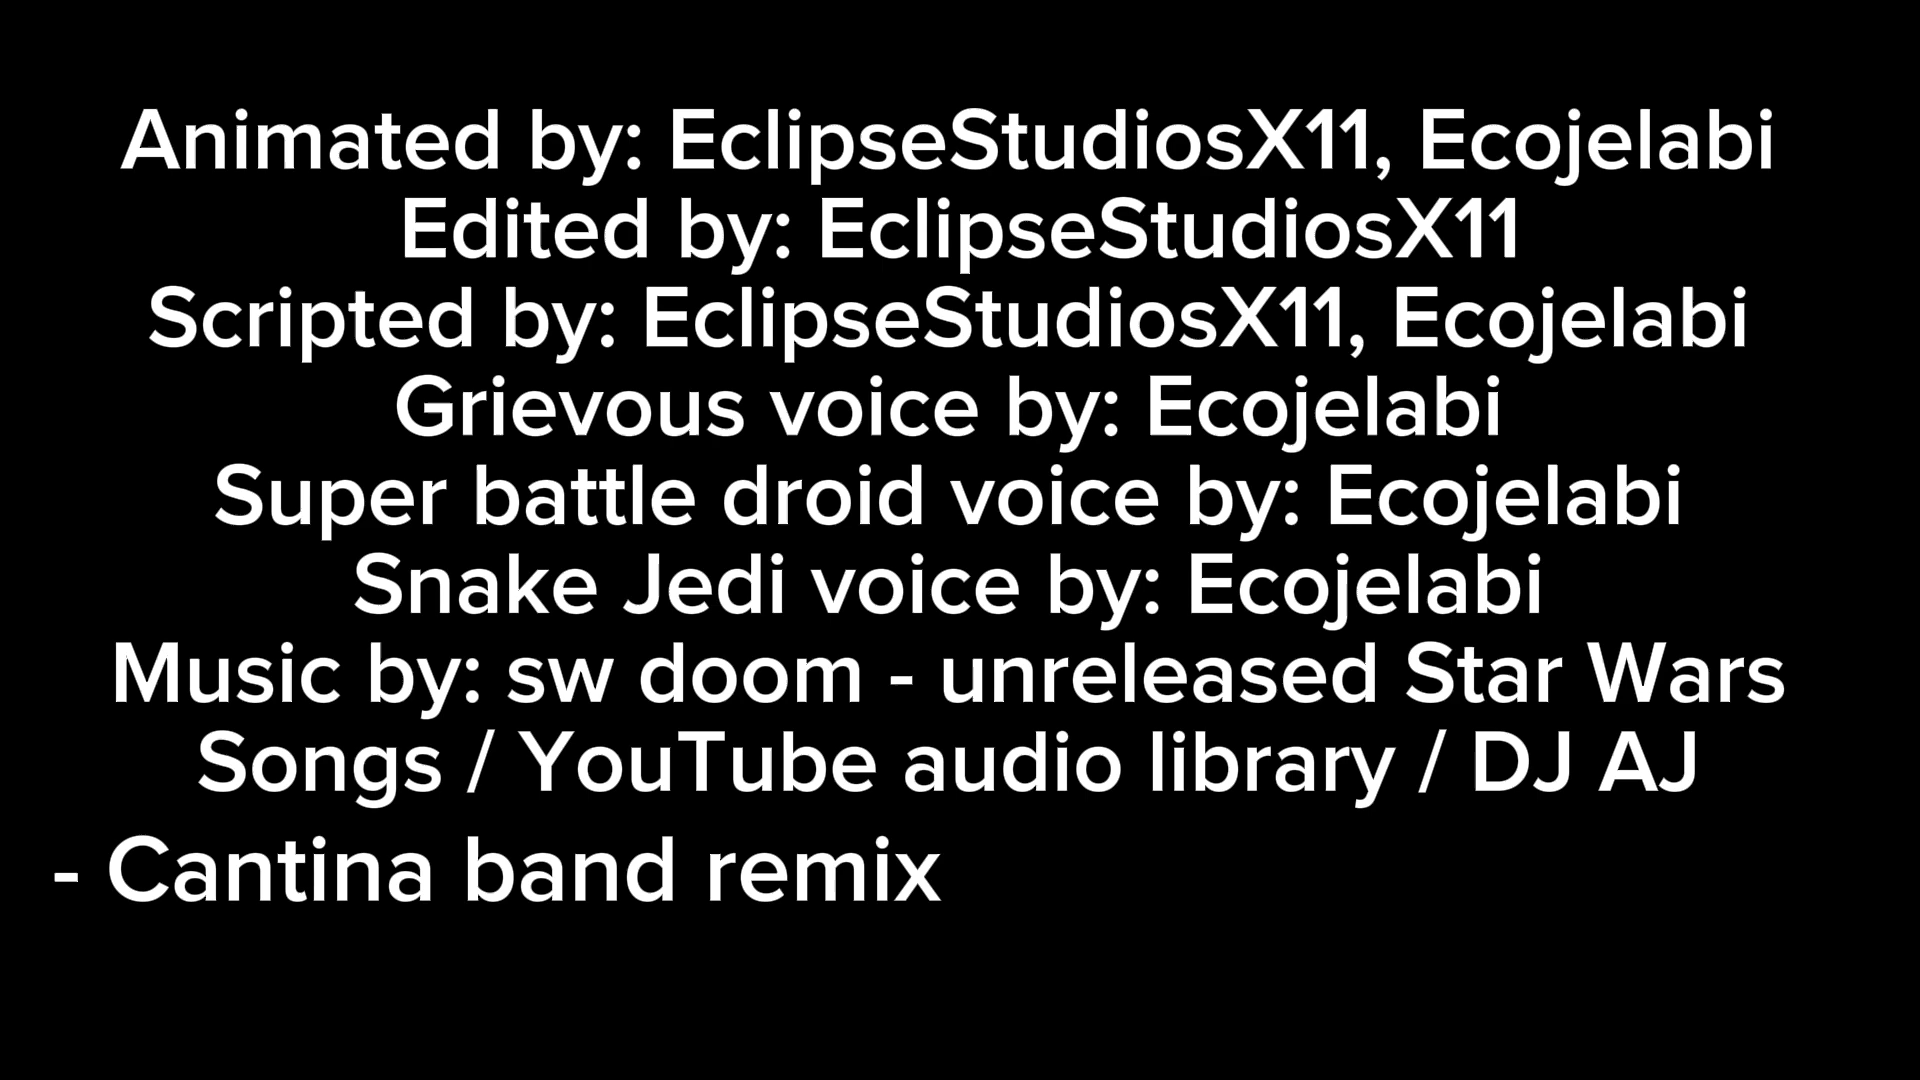 Animated by: EclipseStudiosX11, Ecojelabi
Edited by: EclipseStudiosX11
Scripted by: EclipseStudiosX11, Ecojelabi
Grievous voice by: Ecojelabi
Super battle droid voice by: Ecojelabi
Snake Jedi voice by: Ecojelabi
Music by: sw doom - unreleased Star Wars
Songs / YouTube audio library / DJ AJ
- Cantina band remix